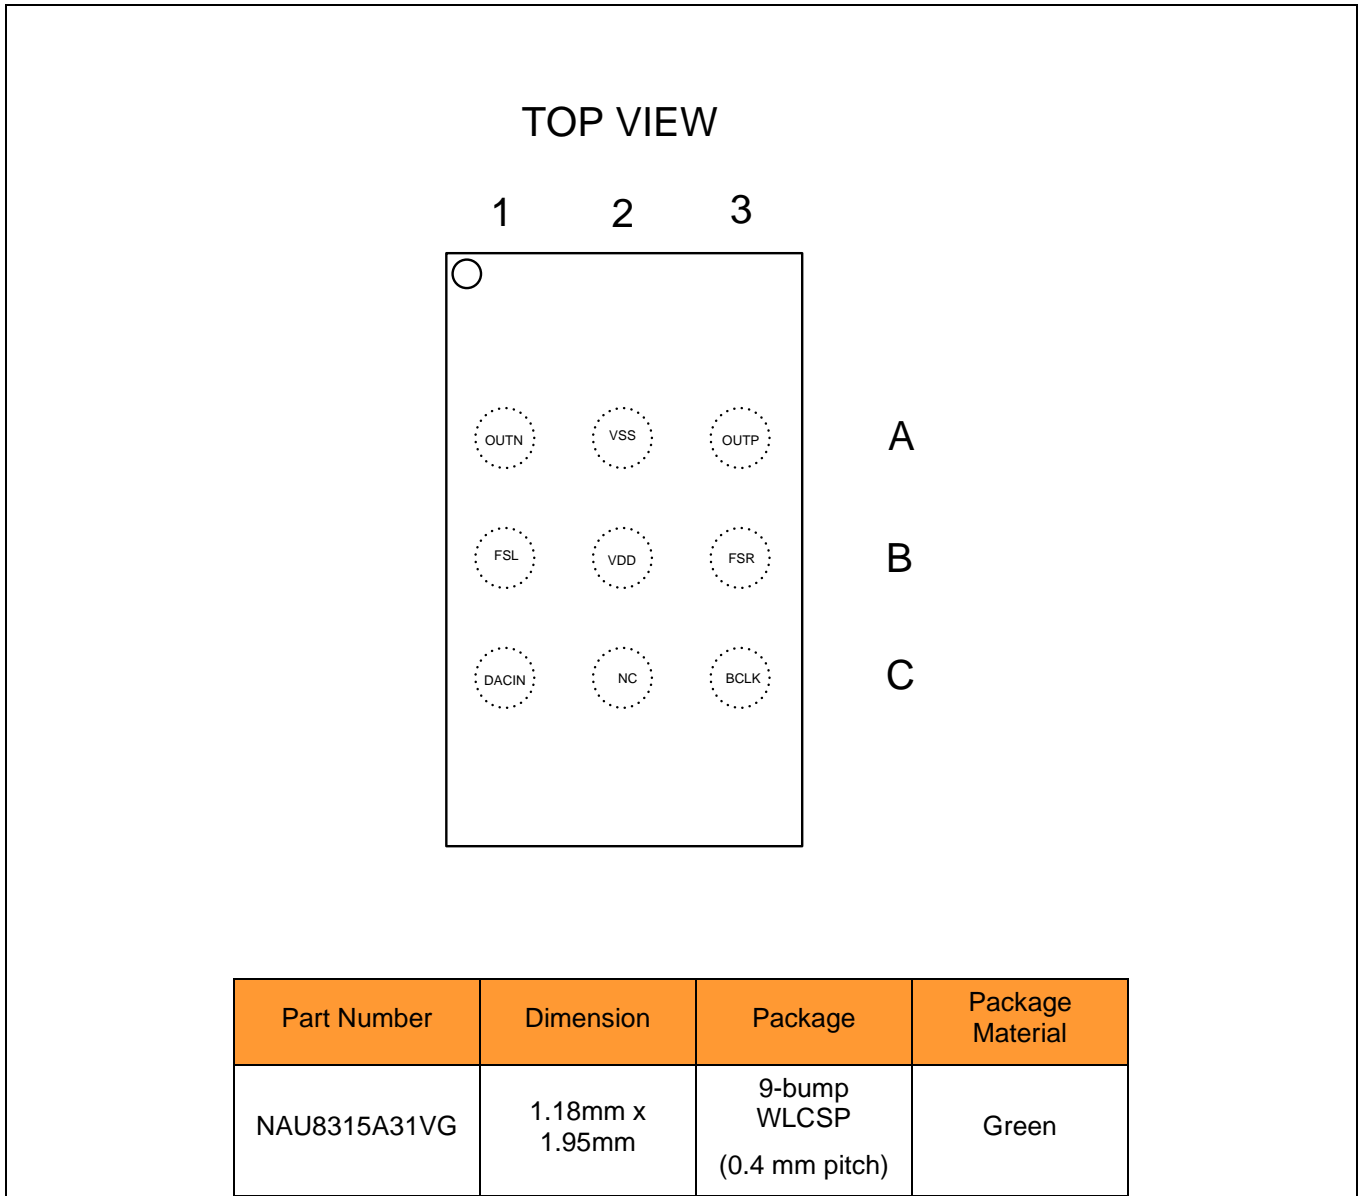 TOP VIEW
1 2 3
OUTN VSS OUTP A
FSL VDD FSR B
DACIN NC BCLK C
Part Number Dimension Package Package Material
NAU8315A31VG 1.18mm x 1.95mm 9-bump WLCSP (0.4 mm pitch) Green